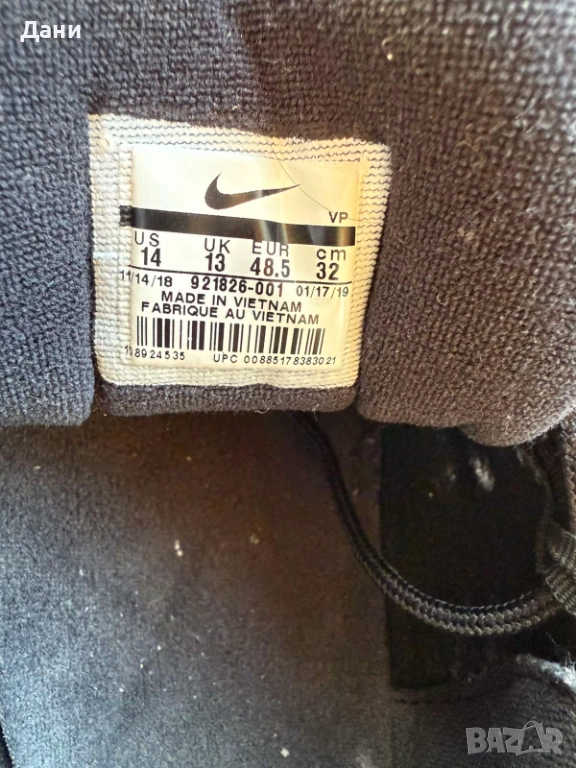 Дани
VP
US UK EUR cm
14 13 48.5 32
11/14/18 921826-001 01/17/19
MADE IN VIETNAM
FABRIQUE AU VIETNAM
UPC 00885178383021
BAZAR